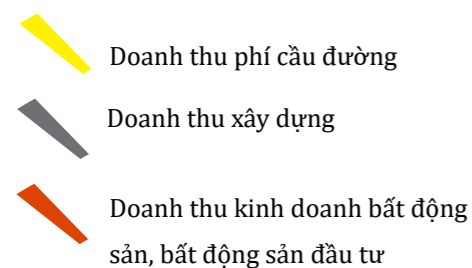 Doanh thu phí cầu đường
Doanh thu xây dựng
Doanh thu kinh doanh bất động
sản, bất động sản đầu tư